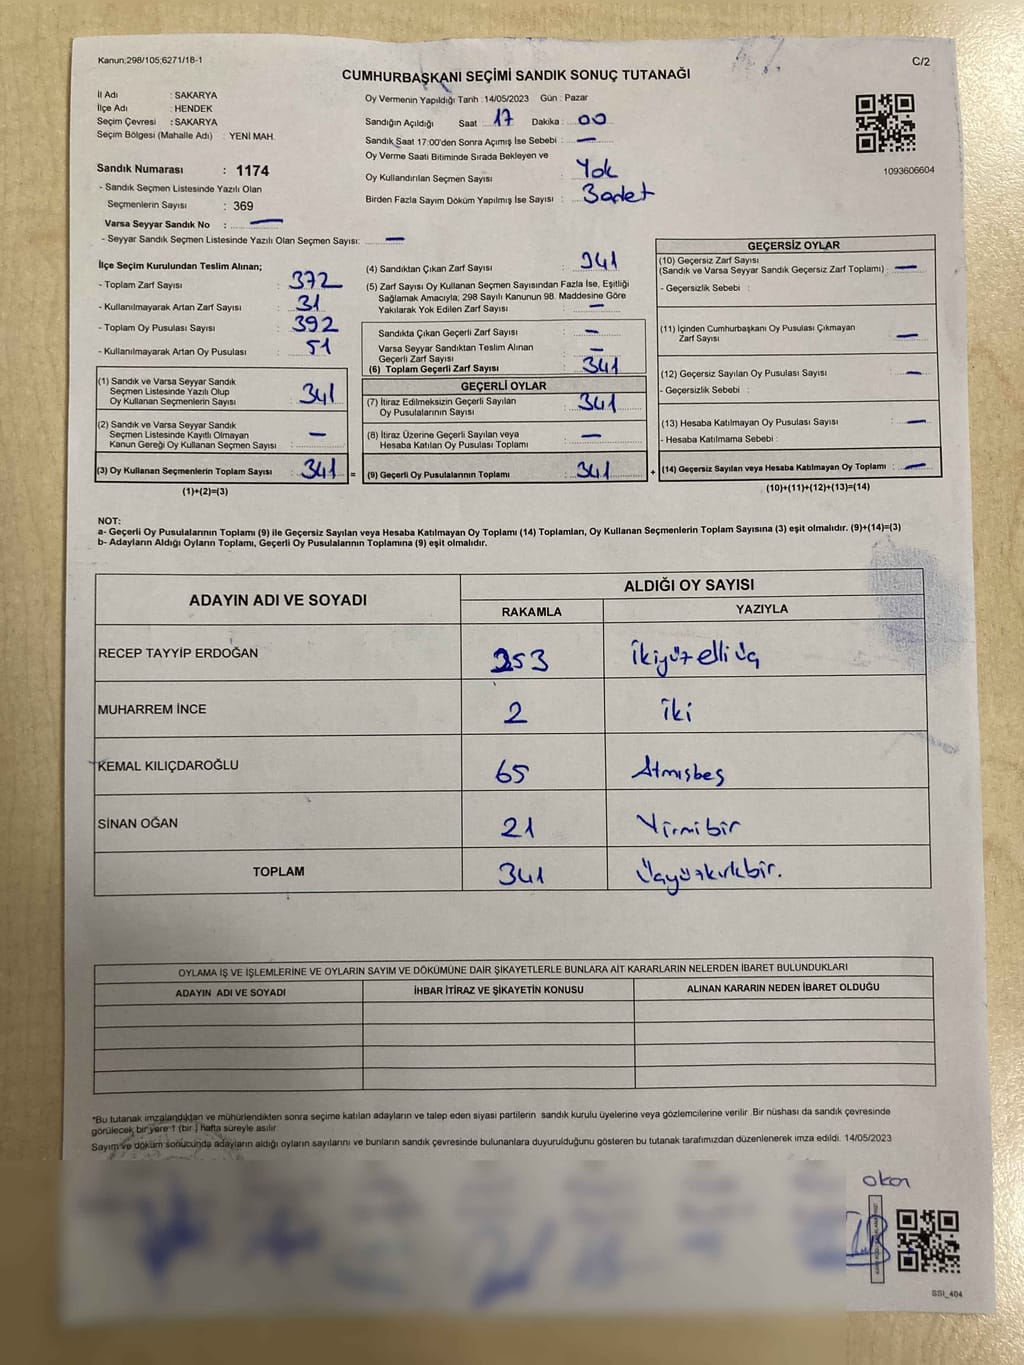 Kanun;298/105;6271/18-1
C/2
CUMHURBAŞKANI SEÇİMİ SANDIK SONUÇ TUTANAĞI
İl Adı : SAKARYA
İlçe Adı : HENDEK
Seçim Çevresi : SAKARYA
Seçim Bölgesi (Mahalle Adı) : YENİ MAH.
Sandık Numarası : 1174
- Sandık Seçmen Listesinde Yazılı Olan
Seçmenlerin Sayısı : 369
Varsa Seyyar Sandık No : —
- Seyyar Sandık Seçmen Listesinde Yazılı Olan Seçmen Sayısı: —
Oy Vermenin Yapıldığı Tarih :14/05/2023 Gün : Pazar
Sandığın Açıldığı Saat : 17 Dakika : 00
Sandık Saat 17:00'den Sonra Açımış İse Sebebi : —
Oy Verme Saati Bitiminde Sırada Bekleyen ve
Oy Kullandırılan Seçmen Sayısı : Yok
Birden Fazla Sayım Döküm Yapılmış İse Sayısı : 3 adet
1093606604
İlçe Seçim Kurulundan Teslim Alınan;
- Toplam Zarf Sayısı : 372
- Kullanılmayarak Artan Zarf Sayısı : 31
- Toplam Oy Pusulası Sayısı : 392
- Kullanılmayarak Artan Oy Pusulası : 51
(1) Sandık ve Varsa Seyyar Sandık
Seçmen Listesinde Yazılı Olup
Oy Kullanan Seçmenlerin Sayısı : 341
(2) Sandık ve Varsa Seyyar Sandık
Seçmen Listesinde Kayıtlı Olmayan
Kanun Gereği Oy Kullanan Seçmen Sayısı : —
(3) Oy Kullanan Seçmenlerin Toplam Sayısı : 341 =
(1)+(2)=(3)
(4) Sandıktan Çıkan Zarf Sayısı : 341
(5) Zarf Sayısı Oy Kullanan Seçmen Sayısından Fazla İse, Eşitliği
Sağlamak Amacıyla; 298 Sayılı Kanunun 98. Maddesine Göre
Yakılarak Yok Edilen Zarf Sayısı : —
Sandıkta Çıkan Geçerli Zarf Sayısı : —
Varsa Seyyar Sandıktan Teslim Alınan
Geçerli Zarf Sayısı : —
(6) Toplam Geçerli Zarf Sayısı : 341
GEÇERLİ OYLAR
(7) İtiraz Edilmeksizin Geçerli Sayılan
Oy Pusulalarının Sayısı : 341
(8) İtiraz Üzerine Geçerli Sayılan veya
Hesaba Katılan Oy Pusulası Toplamı : —
(9) Geçerli Oy Pusulalarının Toplamı : 341 +
GEÇERSİZ OYLAR
(10) Geçersiz Zarf Sayısı
(Sandık ve Varsa Seyyar Sandık Geçersiz Zarf Toplamı) : —
- Geçersizlik Sebebi :
(11) İçinden Cumhurbaşkanı Oy Pusulası Çıkmayan
Zarf Sayısı : —
(12) Geçersiz Sayılan Oy Pusulası Sayısı : —
- Geçersizlik Sebebi :
(13) Hesaba Katılmayan Oy Pusulası Sayısı : —
- Hesaba Katılmama Sebebi :
(14) Geçersiz Sayılan veya Hesaba Katılmayan Oy Toplamı : —
(10)+(11)+(12)+(13)=(14)
NOT:
a- Geçerli Oy Pusulalarının Toplamı (9) ile Geçersiz Sayılan veya Hesaba Katılmayan Oy Toplamı (14) Toplamları, Oy Kullanan Seçmenlerin Toplam Sayısına (3) eşit olmalıdır. (9)+(14)=(3)
b- Adayların Aldığı Oyların Toplamı, Geçerli Oy Pusulalarının Toplamına (9) eşit olmalıdır.
ADAYIN ADI VE SOYADI
ALDIĞI OY SAYISI
RAKAMLA YAZIYLA
RECEP TAYYİP ERDOĞAN 253 İkiyüzelliüç
MUHARREM İNCE 2 İki
KEMAL KILIÇDAROĞLU 65 Atmışbeş
SİNAN OĞAN 21 Yirmibir
TOPLAM 341 Üçyüzkırkbir.
OYLAMA İŞ VE İŞLEMLERİNE VE OYLARIN SAYIM VE DÖKÜMÜNE DAİR ŞİKAYETLERLE BUNLARA AİT KARARLARIN NELERDEN İBARET BULUNDUKLARI
ADAYIN ADI VE SOYADI İHBAR İTİRAZ VE ŞİKAYETİN KONUSU ALINAN KARARIN NEDEN İBARET OLDUĞU
*Bu tutanak imzalandıktan ve mühürlendikten sonra seçime katılan adayların ve talep eden siyasi partilerin sandık kurulu üyelerine veya gözlemcilerine verilir .Bir nüshası da sandık çevresinde
görülecek bir yere 1 (bir ) hafta süreyle asılır.
Sayım ve döküm sonucunda adayların aldığı oyların sayılarını ve bunların sandık çevresinde bulunanlara duyurulduğunu gösteren bu tutanak tarafımızdan düzenlenerek imza edildi. 14/05/2023
SSI_404